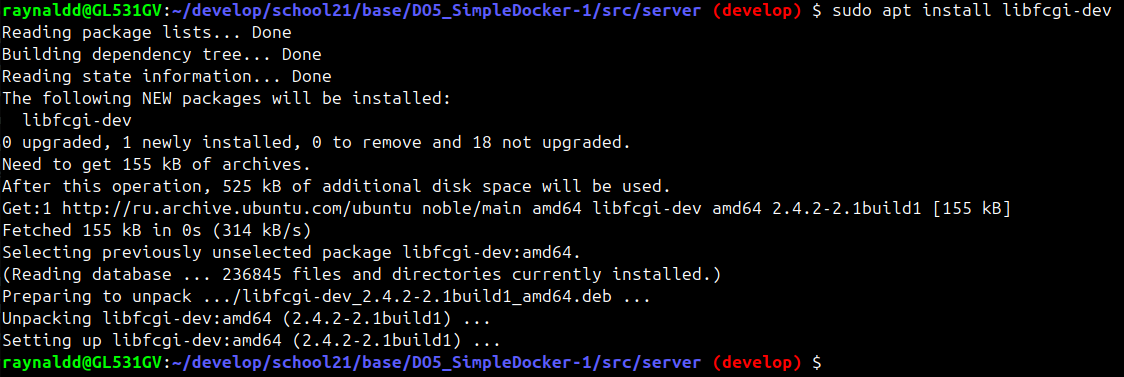 raynaldd@GL531GV:~/develop/school21/base/DO5_SimpleDocker-1/src/server (develop) $ sudo apt install libfcgi-dev
Reading package lists... Done
Building dependency tree... Done
Reading state information... Done
The following NEW packages will be installed:
  libfcgi-dev
0 upgraded, 1 newly installed, 0 to remove and 18 not upgraded.
Need to get 155 kB of archives.
After this operation, 525 kB of additional disk space will be used.
Get:1 http://ru.archive.ubuntu.com/ubuntu noble/main amd64 libfcgi-dev amd64 2.4.2-2.1build1 [155 kB]
Fetched 155 kB in 0s (314 kB/s)
Selecting previously unselected package libfcgi-dev:amd64.
(Reading database ... 236845 files and directories currently installed.)
Preparing to unpack .../libfcgi-dev_2.4.2-2.1build1_amd64.deb ...
Unpacking libfcgi-dev:amd64 (2.4.2-2.1build1) ...
Setting up libfcgi-dev:amd64 (2.4.2-2.1build1) ...
raynaldd@GL531GV:~/develop/school21/base/DO5_SimpleDocker-1/src/server (develop) $